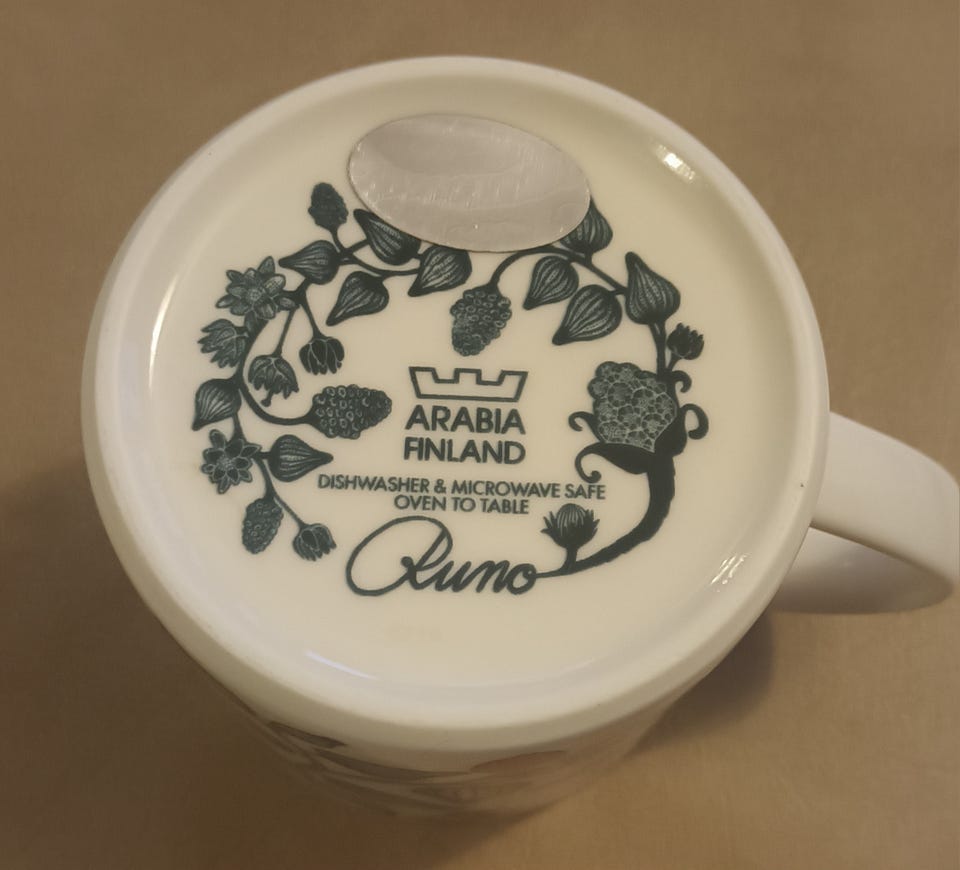 ARABIA
FINLAND
DISHWASHER & MICROWAVE SAFE
OVEN TO TABLE
Runo